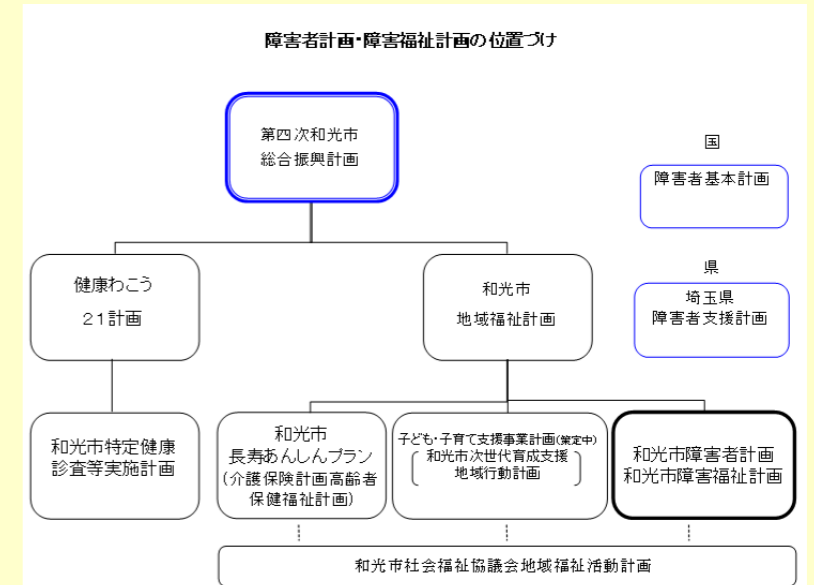 障害者計画・障害福祉計画の位置づけ
第四次和光市
総合振興計画
国
障害者基本計画
県
埼玉県
障害者支援計画
健康わこう
２１計画
和光市
地域福祉計画
和光市特定健康
診査等実施計画
和光市
長寿あんしんプラン
(介護保険計画高齢者
保健福祉計画)
子ども・子育て支援事業計画(策定中)
和光市次世代育成支援
地域行動計画
和光市障害者計画
和光市障害福祉計画
和光市社会福祉協議会地域福祉活動計画